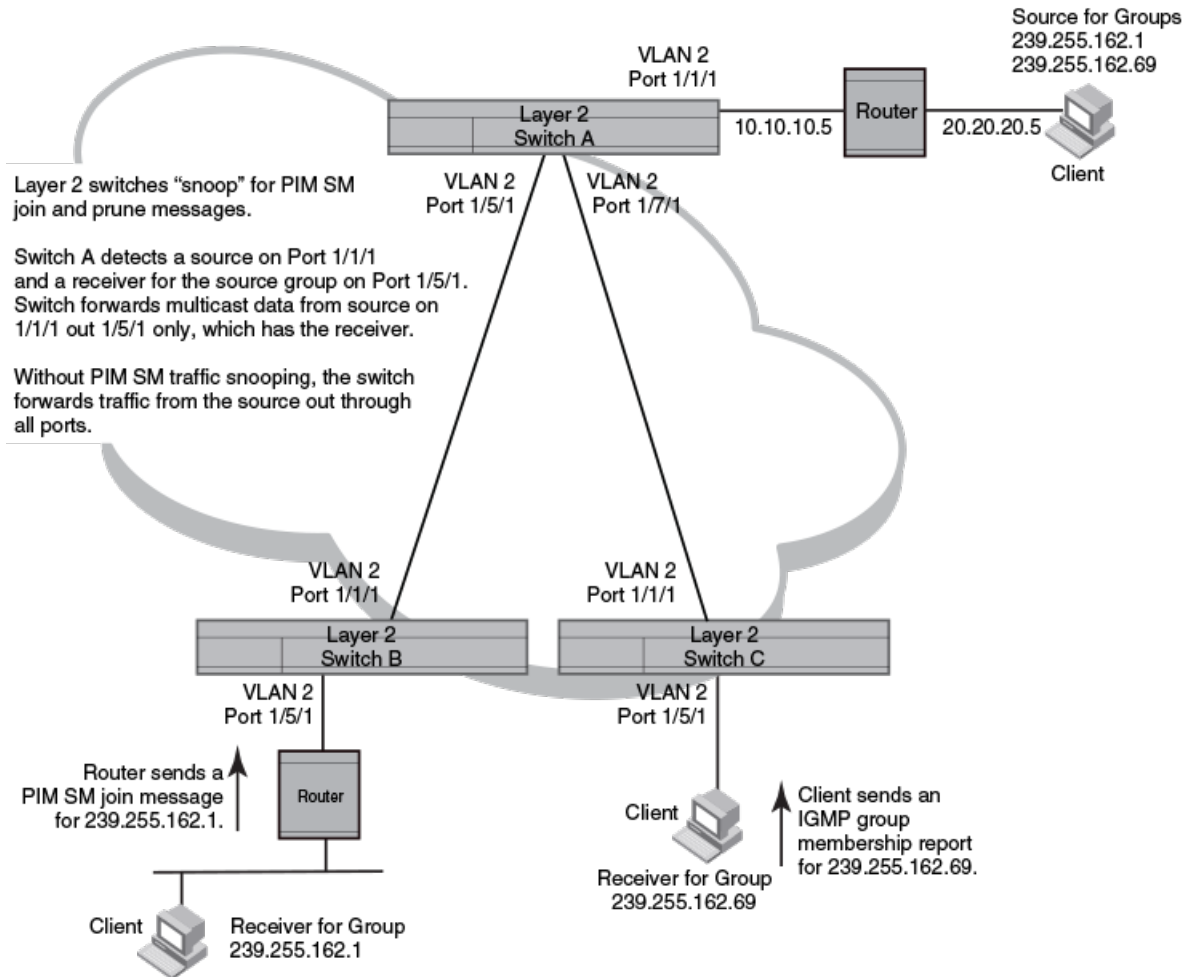 Source for Groups
239.255.162.1
239.255.162.69
VLAN 2
Port 1/1/1
Layer 2
Switch A
10.10.10.5
Router
20.20.20.5
Client
Layer 2 switches “snoop” for PIM SM
join and prune messages.
VLAN 2
Port 1/5/1
VLAN 2
Port 1/7/1
Switch A detects a source on Port 1/1/1
and a receiver for the source group on Port 1/5/1.
Switch forwards multicast data from source on
1/1/1 out 1/5/1 only, which has the receiver.
Without PIM SM traffic snooping, the switch
forwards traffic from the source out through
all ports.
VLAN 2
Port 1/1/1
VLAN 2
Port 1/1/1
Layer 2
Switch B
Layer 2
Switch C
VLAN 2
Port 1/5/1
VLAN 2
Port 1/5/1
Router sends a
PIM SM join message
for 239.255.162.1.
Router
Client
Client sends an
IGMP group
membership report
for 239.255.162.69.
Receiver for Group
239.255.162.69
Client
Receiver for Group
239.255.162.1